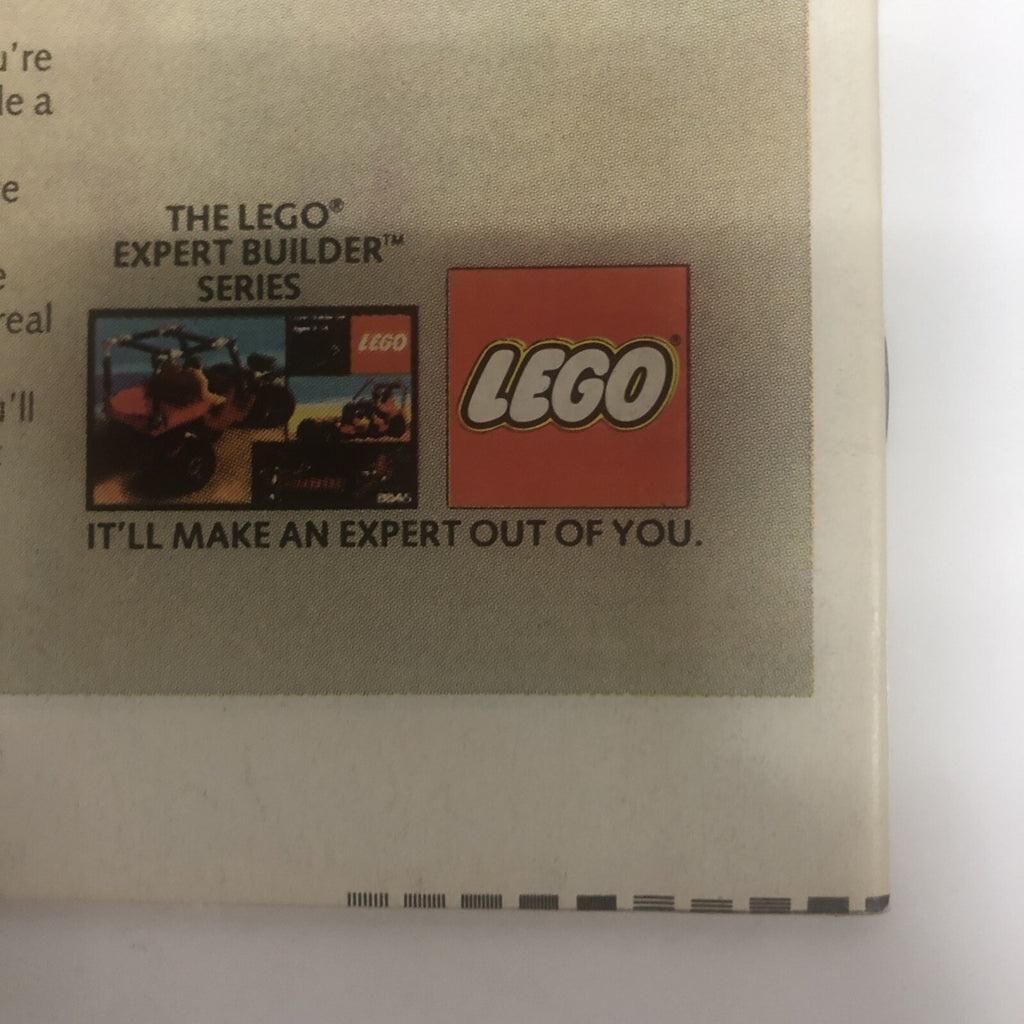 u're
le a
e
THE LEGO®
EXPERT BUILDER™
SERIES
e
real
LEGO
LEGO®
u'll
8845
IT'LL MAKE AN EXPERT OUT OF YOU.